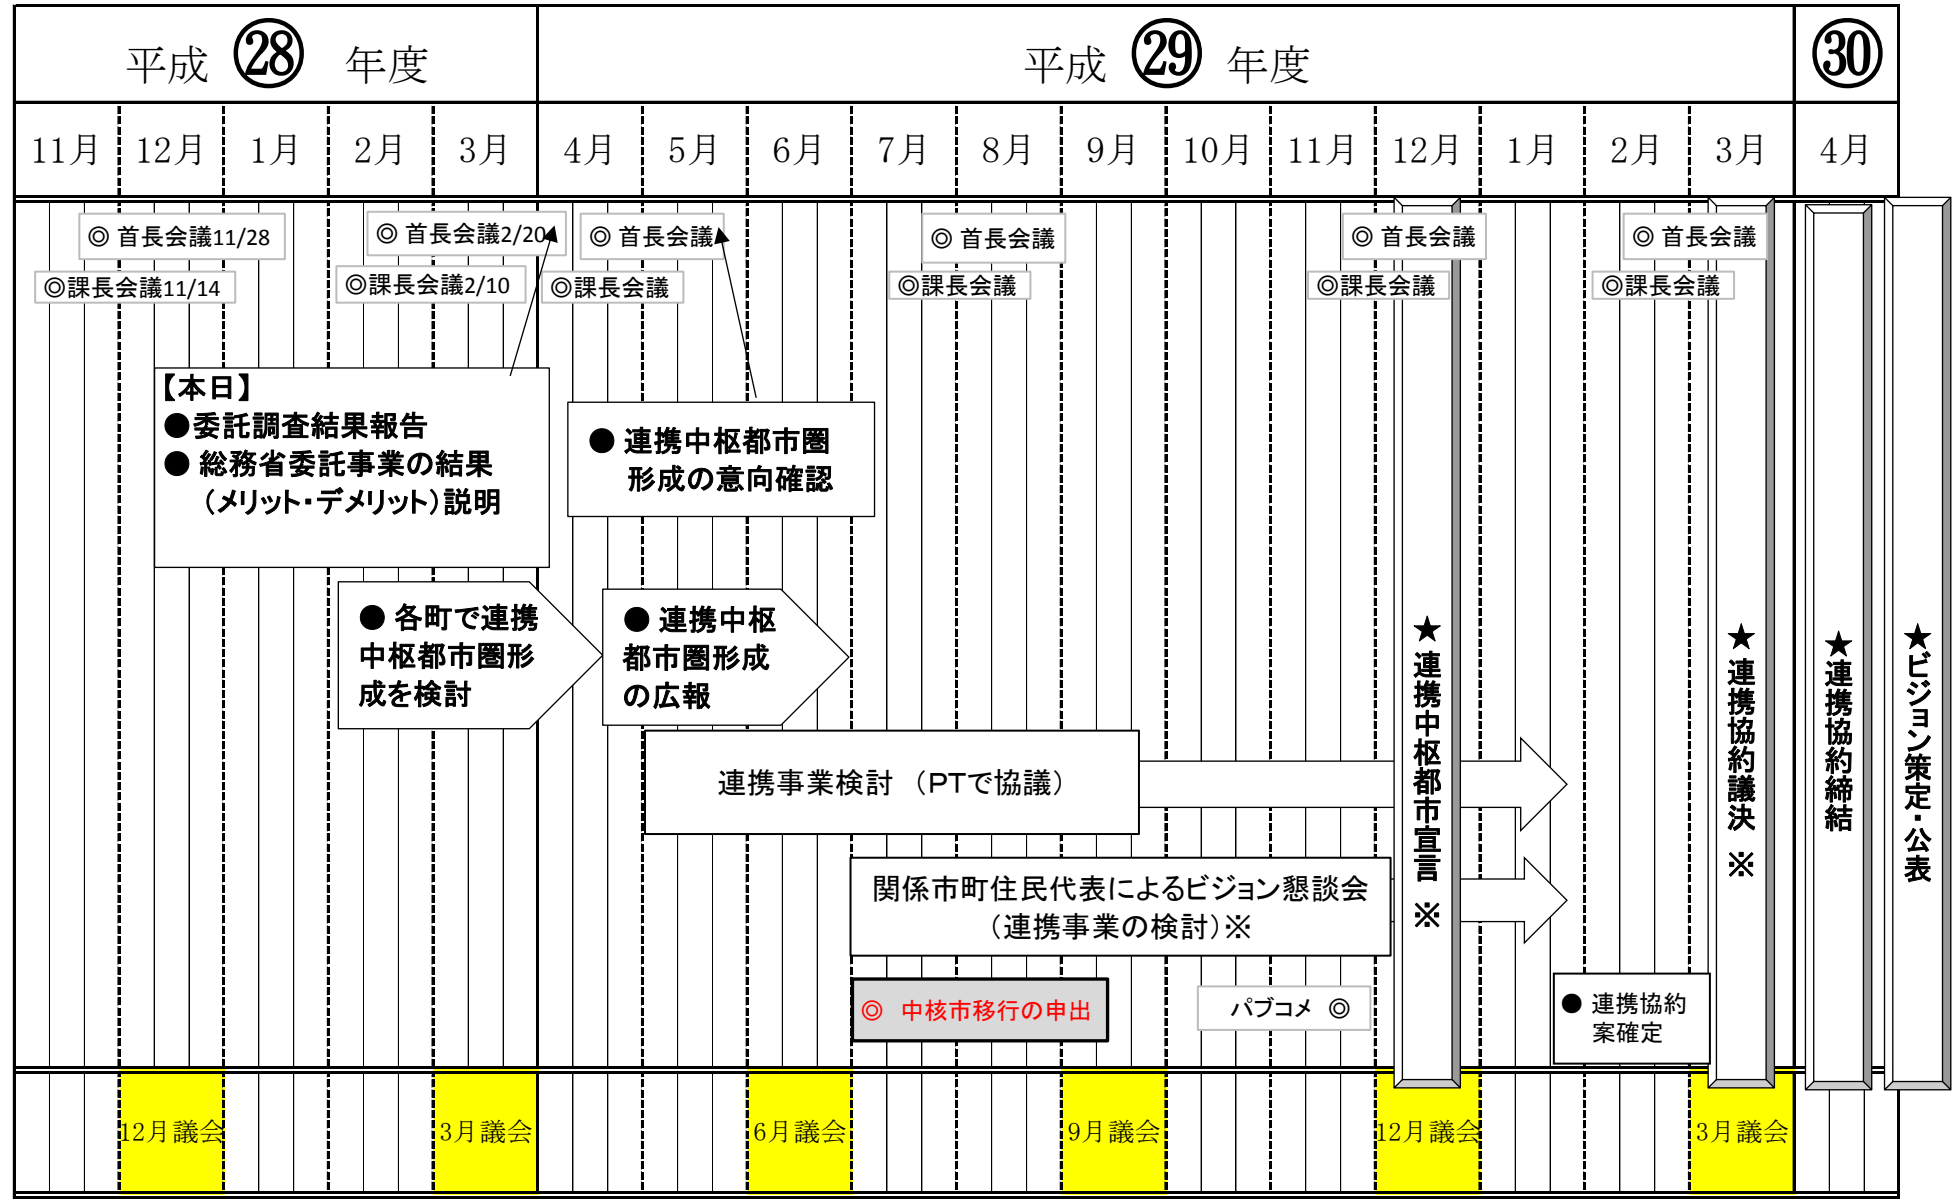 平成 ㉘ 年度
平成 ㉙ 年度
㉚
11月 12月 1月 2月 3月 4月 5月 6月 7月 8月 9月 10月 11月 12月 1月 2月 3月 4月
◎ 首長会議11/28
◎ 首長会議2/20
◎ 首長会議
◎ 首長会議
◎ 首長会議
◎ 首長会議
◎課長会議11/14
◎課長会議2/10
◎課長会議
◎課長会議
◎課長会議
◎課長会議
【本日】
●委託調査結果報告
● 総務省委託事業の結果
（メリット・デメリット）説明
● 連携中枢都市圏
形成の意向確認
● 各町で連携
中枢都市圏形
成を検討
● 連携中枢
都市圏形成
の広報
連携事業検討 （PTで協議）
関係市町住民代表によるビジョン懇談会
（連携事業の検討）※
◎ 中核市移行の申出
パブコメ ◎
● 連携協約
案確定
★連携中枢都市宣言 ※
★連携協約議決 ※
★連携協約締結
★ビジョン策定・公表
12月議会
3月議会
6月議会
9月議会
12月議会
3月議会